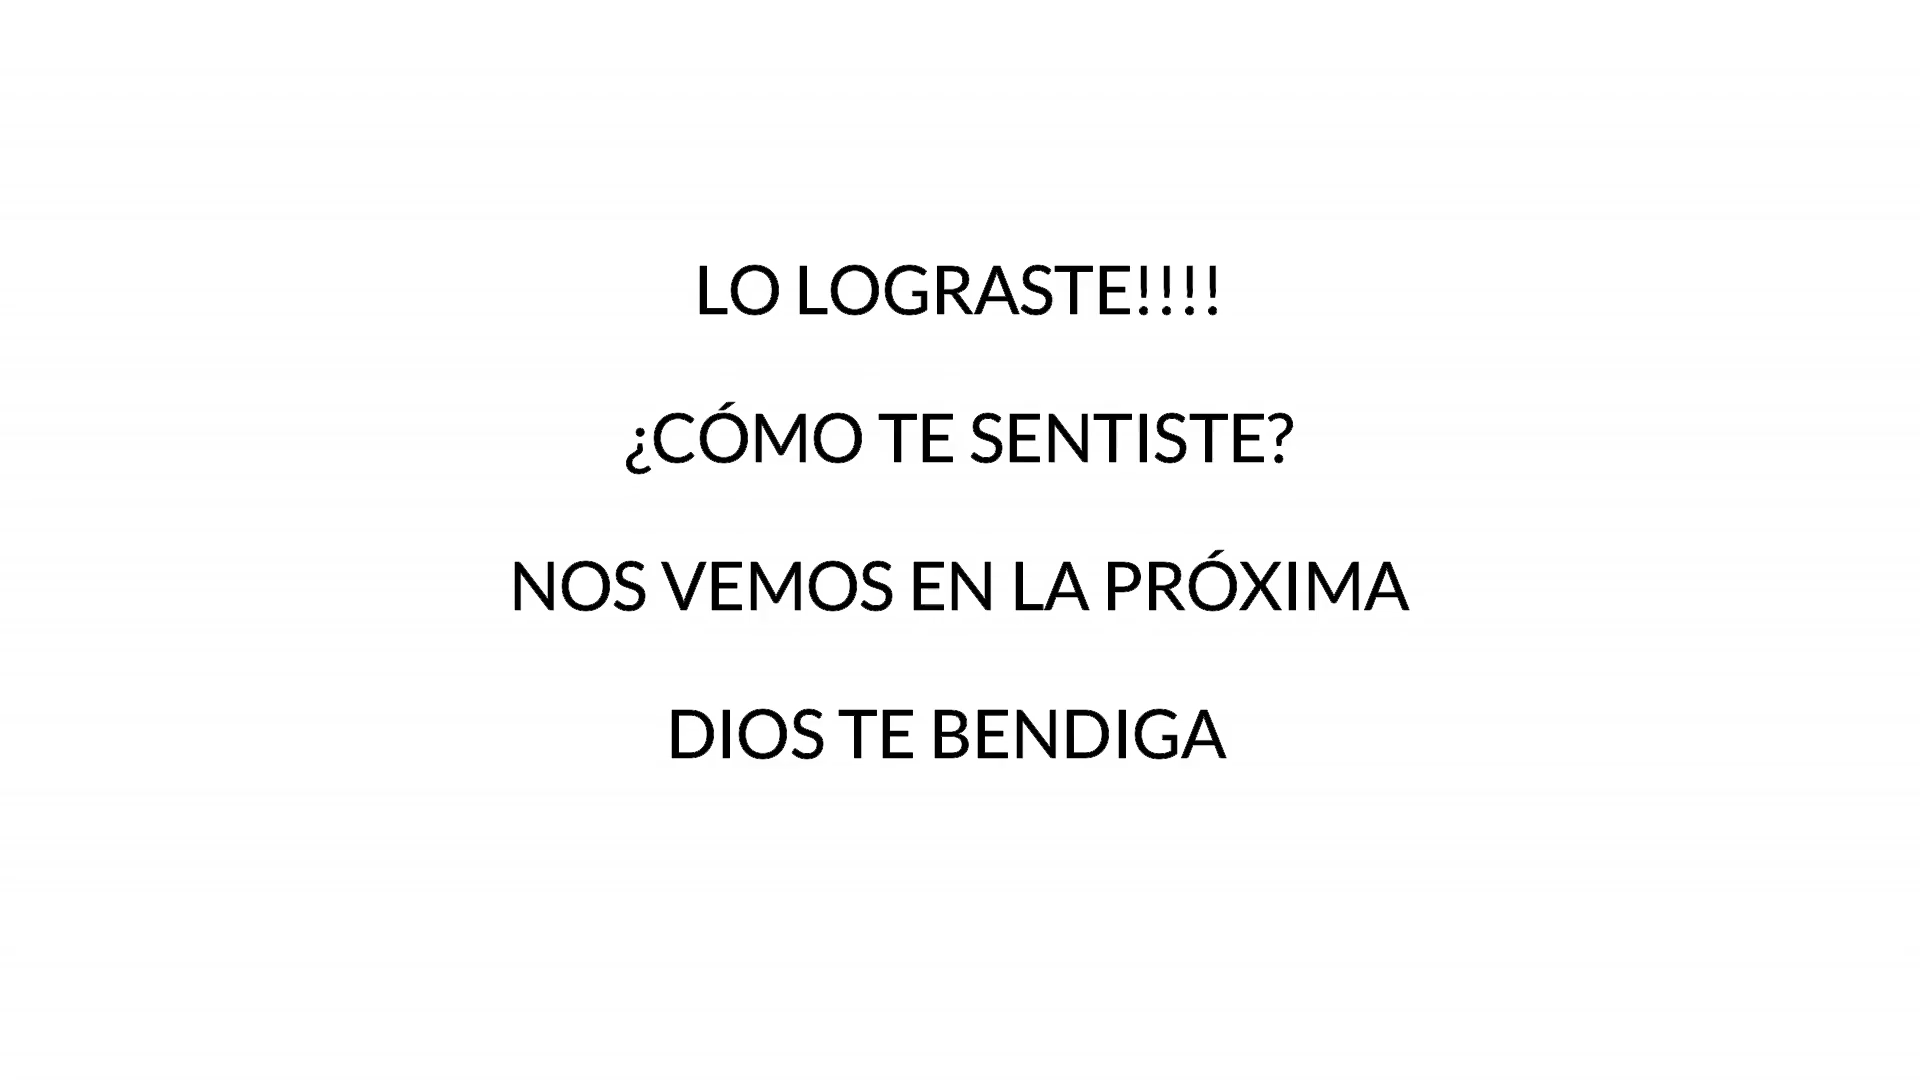 LO LOGRASTE!!!!
¿CÓMO TE SENTISTE?
NOS VEMOS EN LA PRÓXIMA
DIOS TE BENDIGA